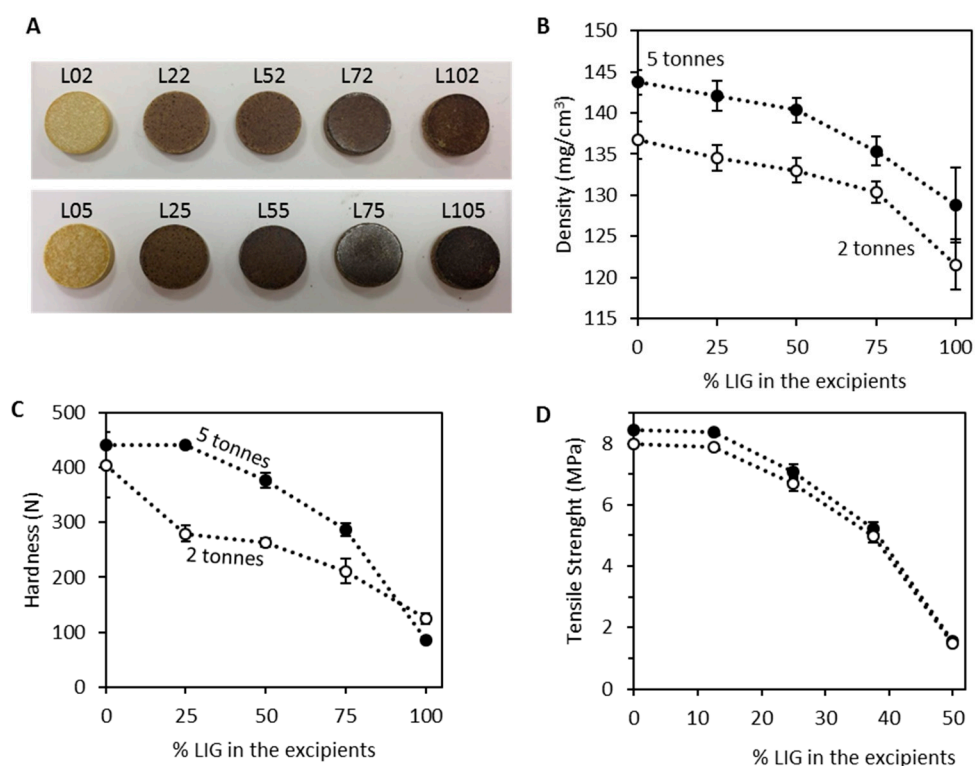 A
L02 L22 L52 L72 L102
L05 L25 L55 L75 L105
B
150
145
140
135
130
125
120
115
Density (mg/cm³)
5 tonnes
2 tonnes
0 25 50 75 100
% LIG in the excipients
C
500
400
300
200
100
0
Hardness (N)
5 tonnes
2 tonnes
0 25 50 75 100
% LIG in the excipients
D
8
6
4
2
0
Tensile Strenght (MPa)
0 10 20 30 40 50
% LIG in the excipients